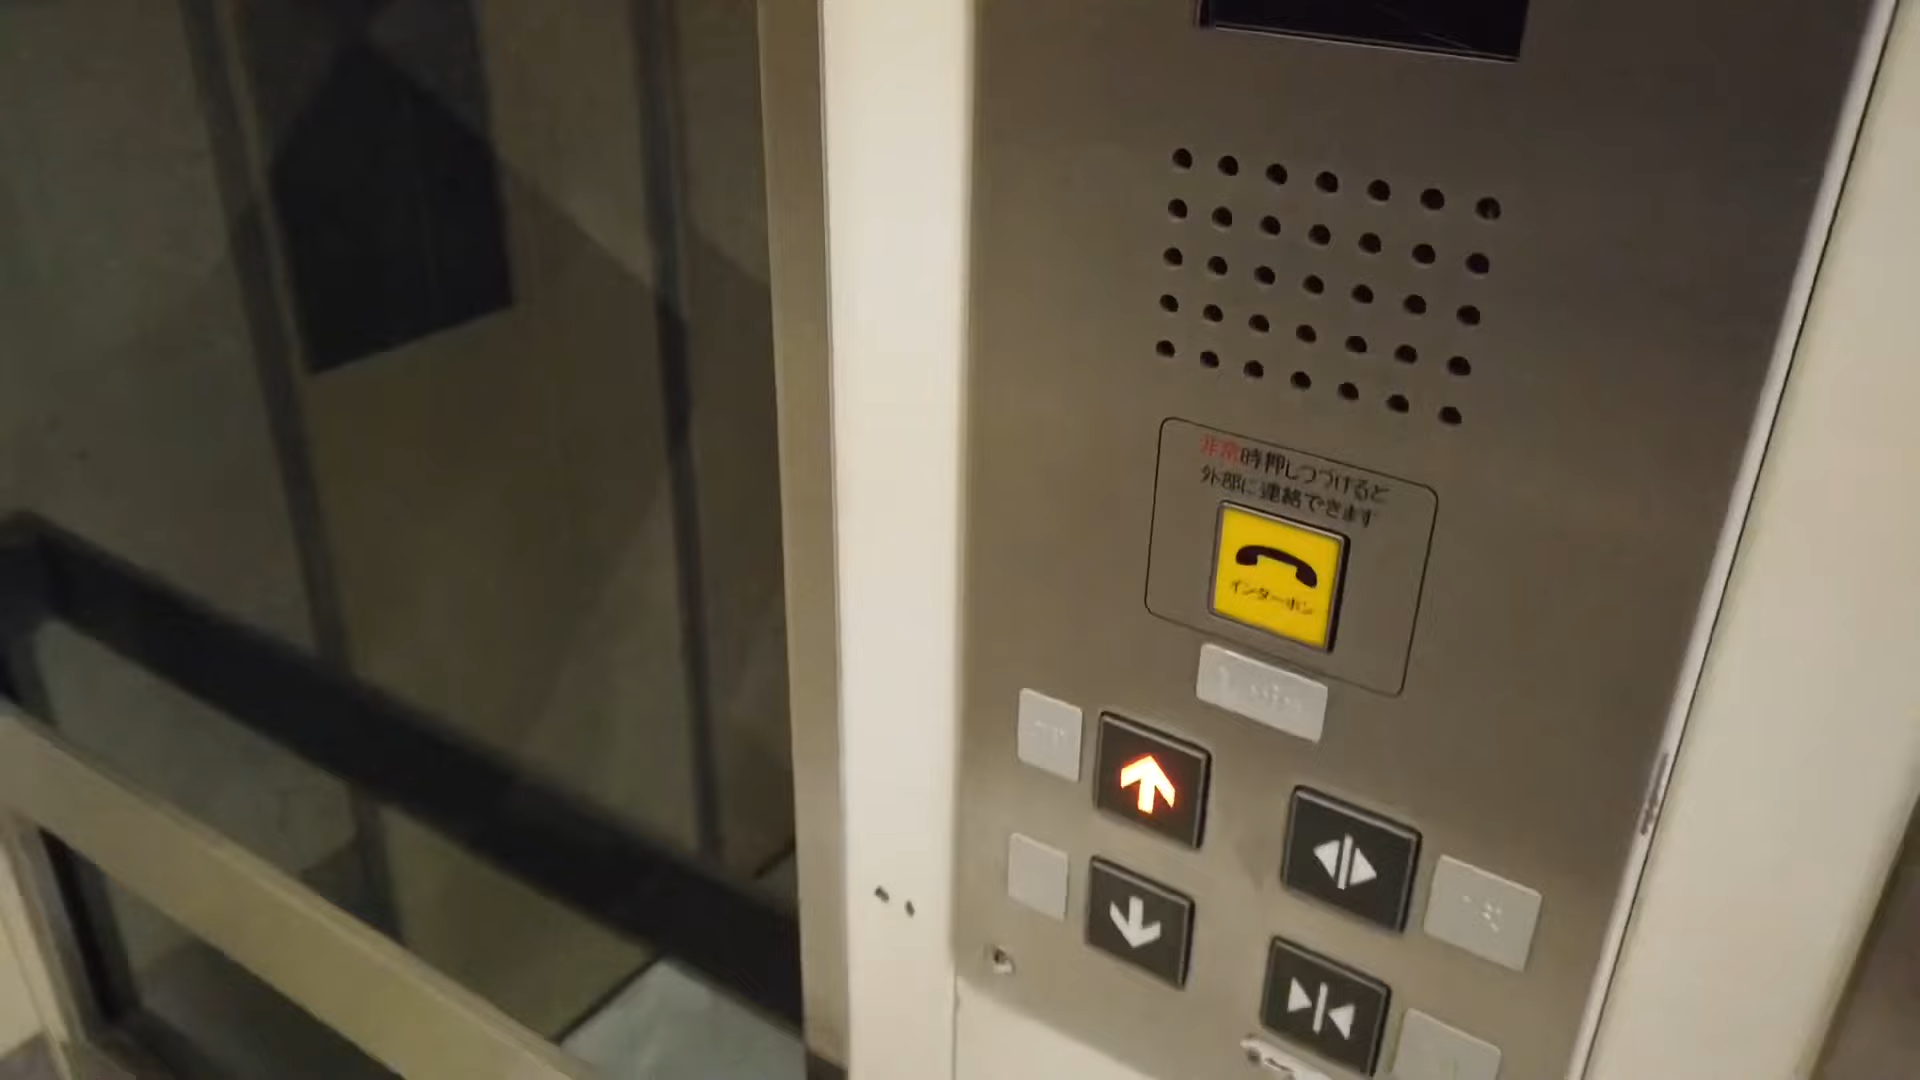 非常時押しつづけると
外部に連絡できます
インターホン